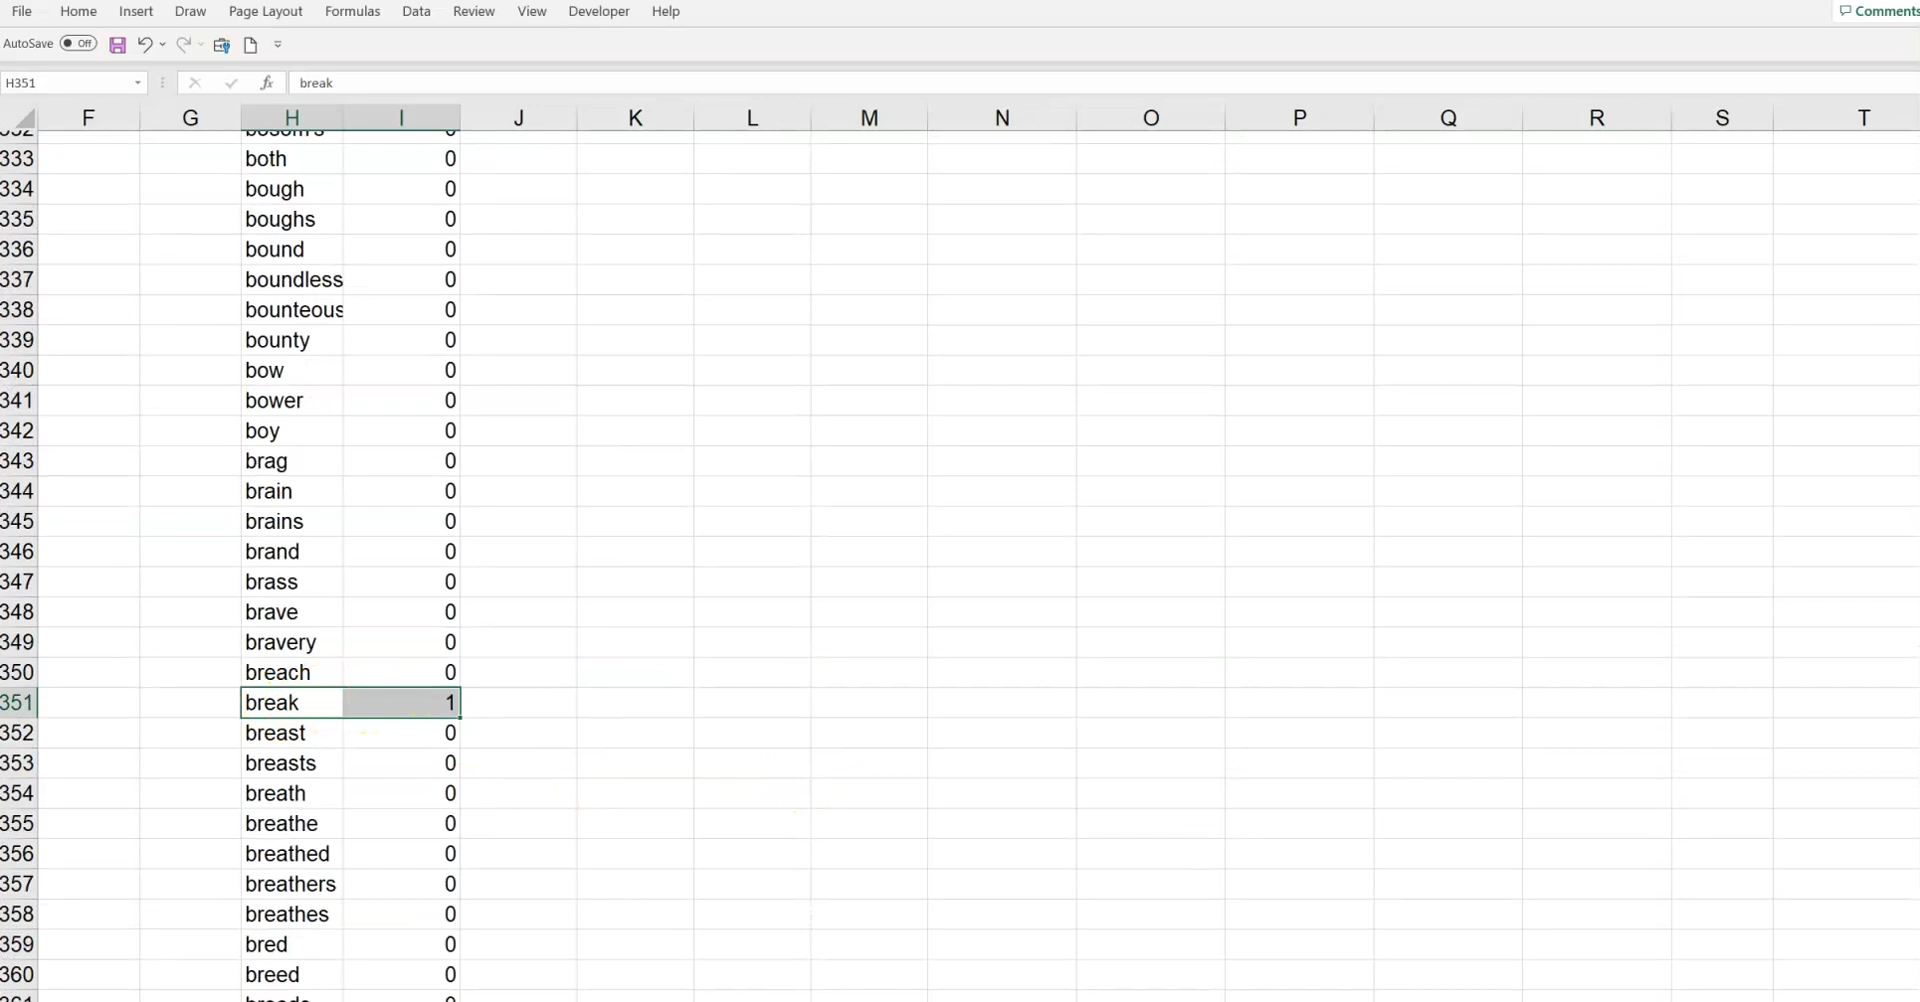 File Home Insert Draw Page Layout Formulas Data Review View Developer Help Comments
AutoSave Off
H351 fx break
F G H I J K L M N O P Q R S T
333 both 0
334 bough 0
335 boughs 0
336 bound 0
337 boundless 0
338 bounteous 0
339 bounty 0
340 bow 0
341 bower 0
342 boy 0
343 brag 0
344 brain 0
345 brains 0
346 brand 0
347 brass 0
348 brave 0
349 bravery 0
350 breach 0
351 break 1
352 breast 0
353 breasts 0
354 breath 0
355 breathe 0
356 breathed 0
357 breathers 0
358 breathes 0
359 bred 0
360 breed 0